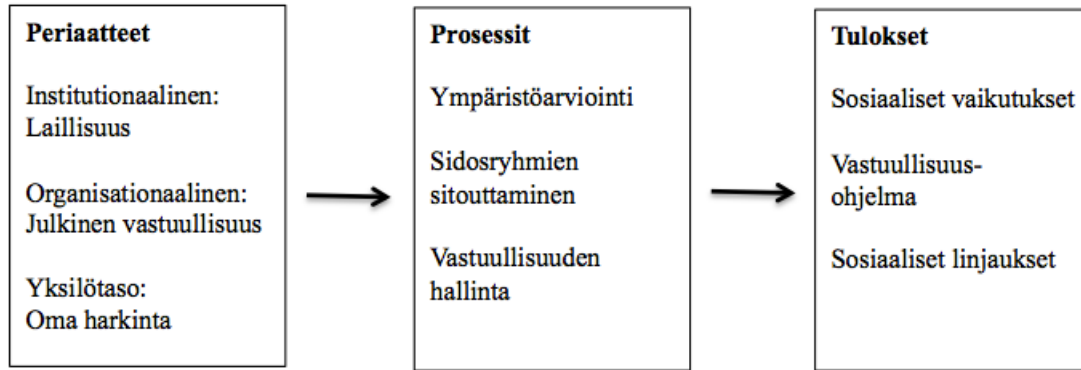 Periaatteet
Institutionaalinen:
Laillisuus
Organisationaalinen:
Julkinen vastuullisuus
Yksilötaso:
Oma harkinta
Prosessit
Ympäristöarviointi
Sidosryhmien
sitouttaminen
Vastuullisuuden
hallinta
Tulokset
Sosiaaliset vaikutukset
Vastuullisuus-
ohjelma
Sosiaaliset linjaukset